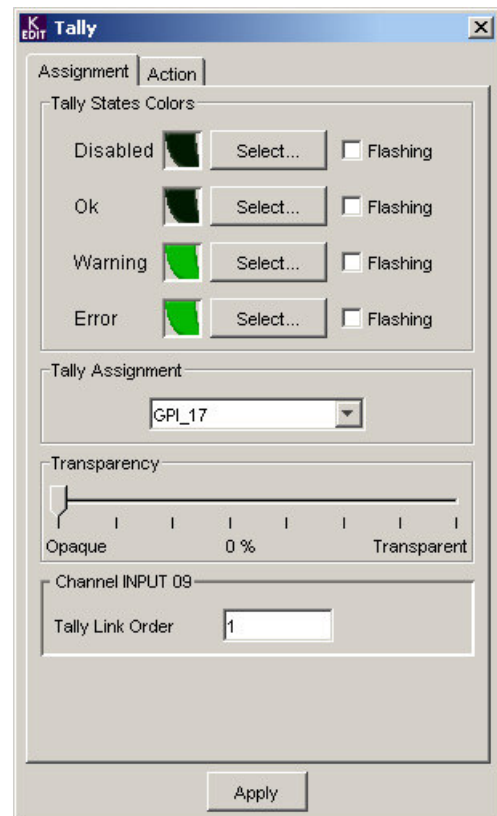 K EDIT Tally
Assignment Action
Tally States Colors
Disabled Select... Flashing
Ok Select... Flashing
Warning Select... Flashing
Error Select... Flashing
Tally Assignment
GPI_17
Transparency
Opaque 0 % Transparent
Channel INPUT 09
Tally Link Order 1
Apply